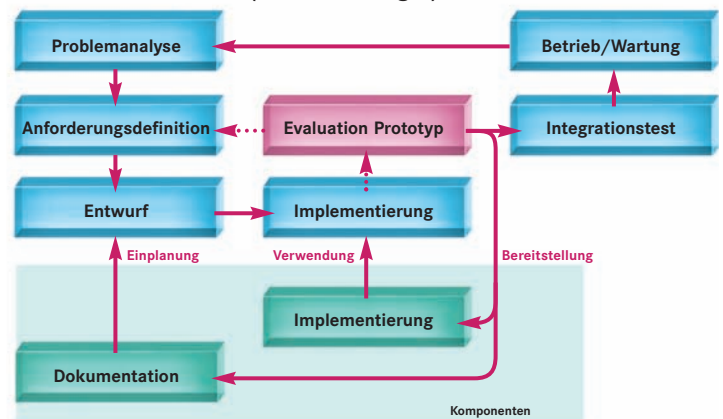 Problemanalyse
Betrieb/Wartung
Anforderungsdefinition
Evaluation Prototyp
Integrationstest
Entwurf
Implementierung
Einplanung
Verwendung
Bereitstellung
Implementierung
Dokumentation
Komponenten